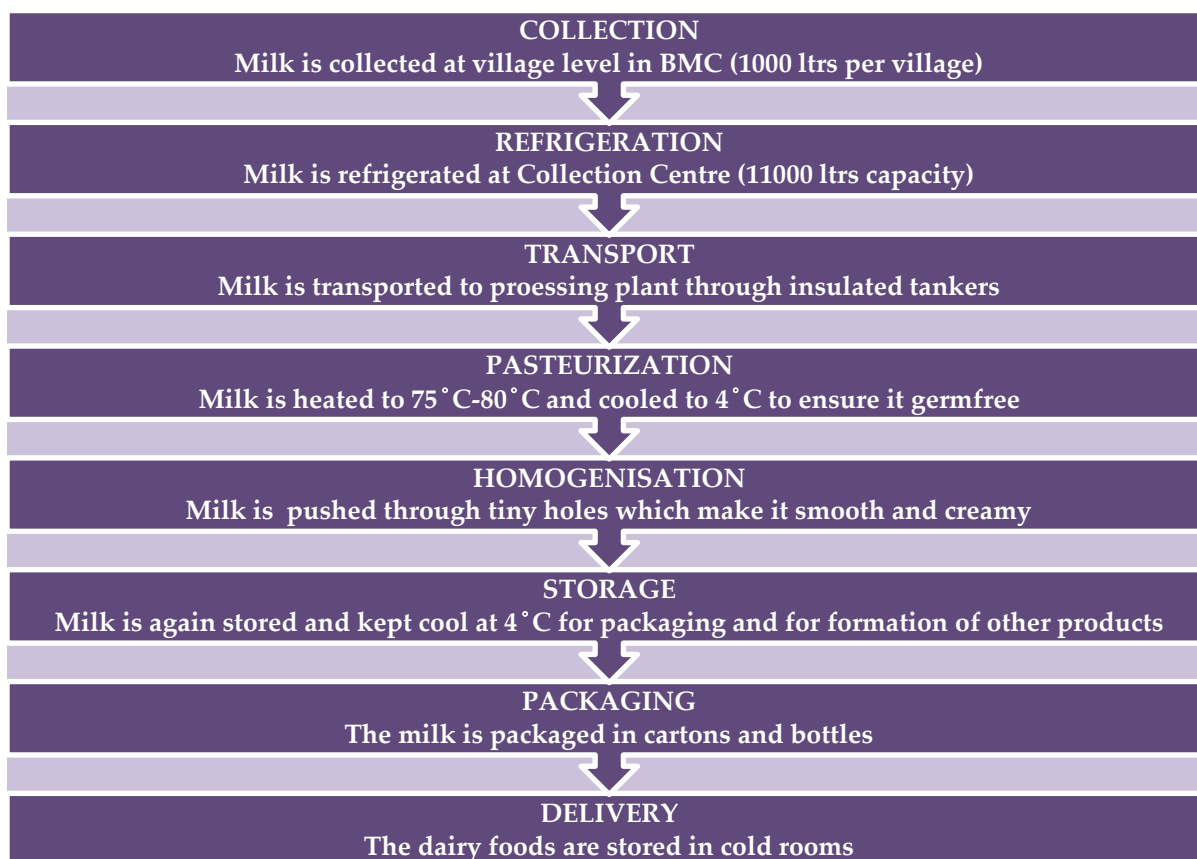 COLLECTION
Milk is collected at village level in BMC (1000 ltrs per village)
REFRIGERATION
Milk is refrigerated at Collection Centre (11000 ltrs capacity)
TRANSPORT
Milk is transported to proessing plant through insulated tankers
PASTEURIZATION
Milk is heated to 75˚C-80˚C and cooled to 4˚C to ensure it germfree
HOMOGENISATION
Milk is pushed through tiny holes which make it smooth and creamy
STORAGE
Milk is again stored and kept cool at 4˚C for packaging and for formation of other products
PACKAGING
The milk is packaged in cartons and bottles
DELIVERY
The dairy foods are stored in cold rooms